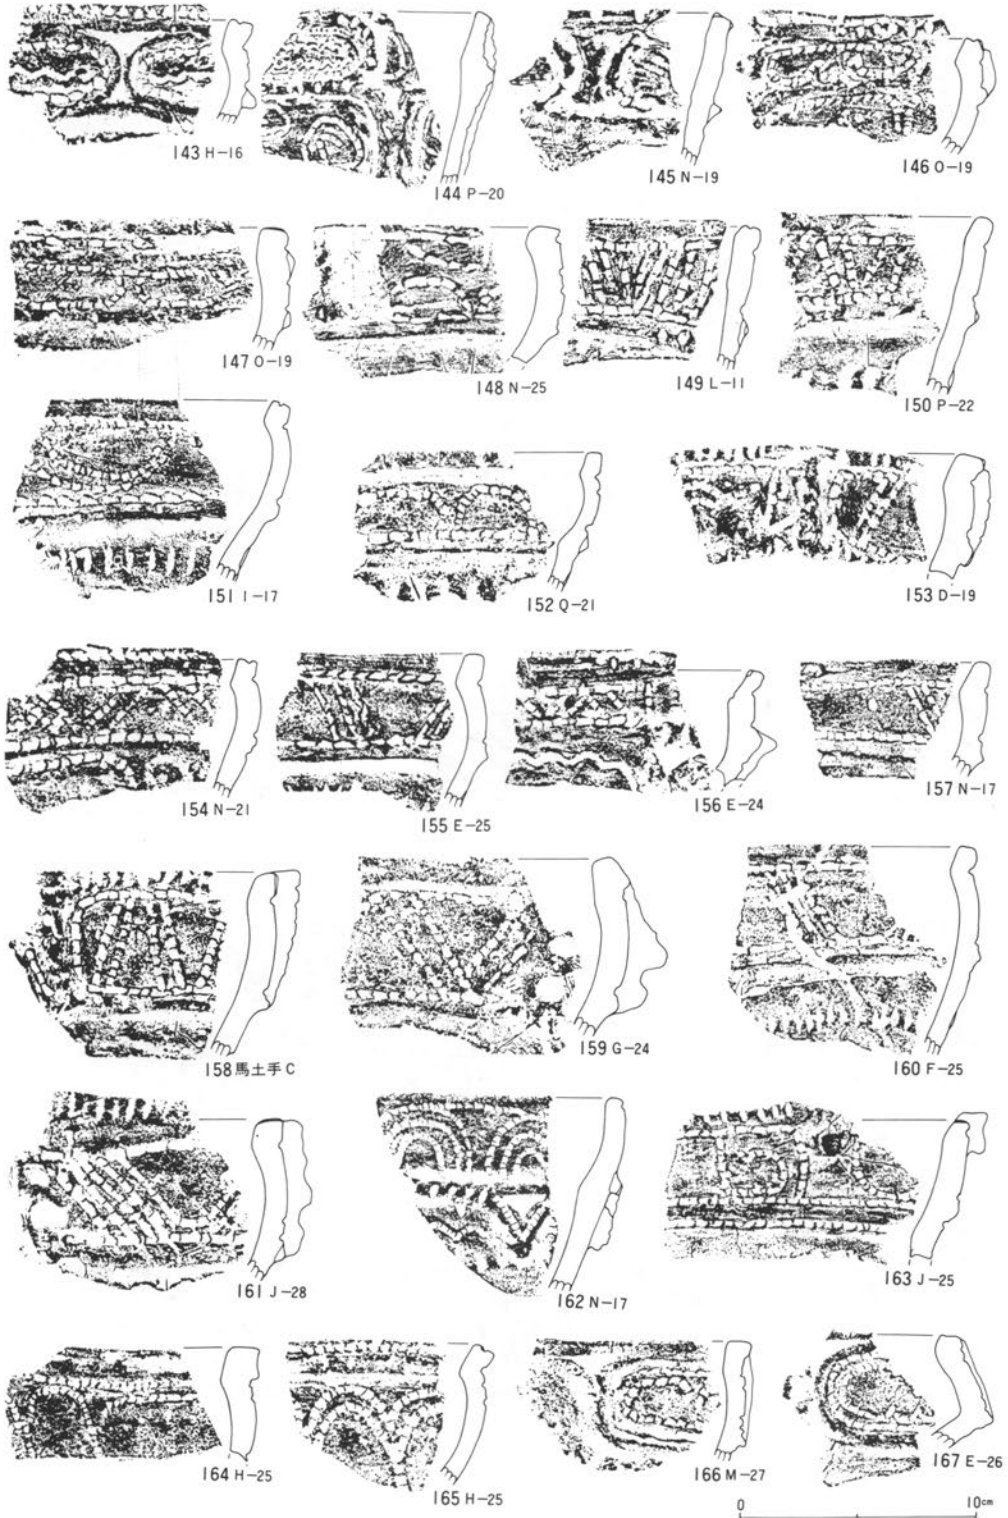 143 H-16
144 P-20
145 N-19
146 O-19
147 O-19
148 N-25
149 L-11
150 P-22
151 I-17
152 Q-21
153 D-19
154 N-21
155 E-25
156 E-24
157 N-17
158 馬土手 C
159 G-24
160 F-25
161 J-28
162 N-17
163 J-25
164 H-25
165 H-25
166 M-27
167 E-26
0 10cm